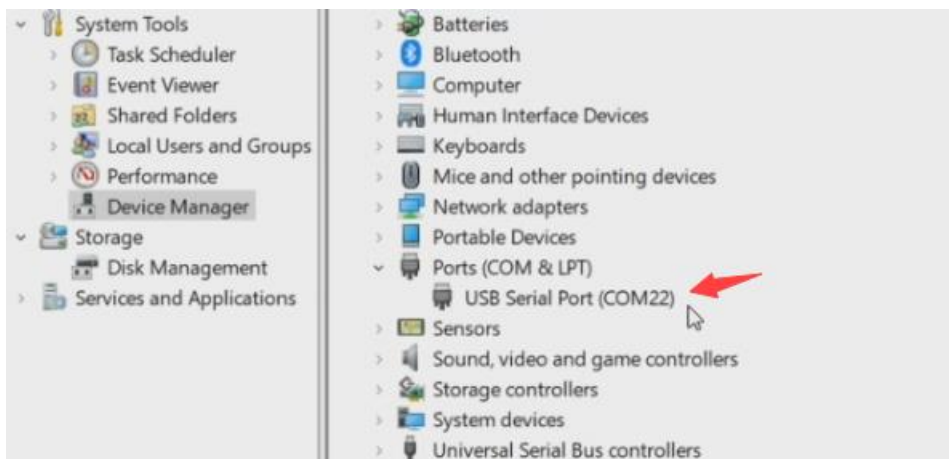 System Tools
Task Scheduler
Event Viewer
Shared Folders
Local Users and Groups
Performance
Device Manager
Storage
Disk Management
Services and Applications
Batteries
Bluetooth
Computer
Human Interface Devices
Keyboards
Mice and other pointing devices
Network adapters
Portable Devices
Ports (COM & LPT)
USB Serial Port (COM22)
Sensors
Sound, video and game controllers
Storage controllers
System devices
Universal Serial Bus controllers